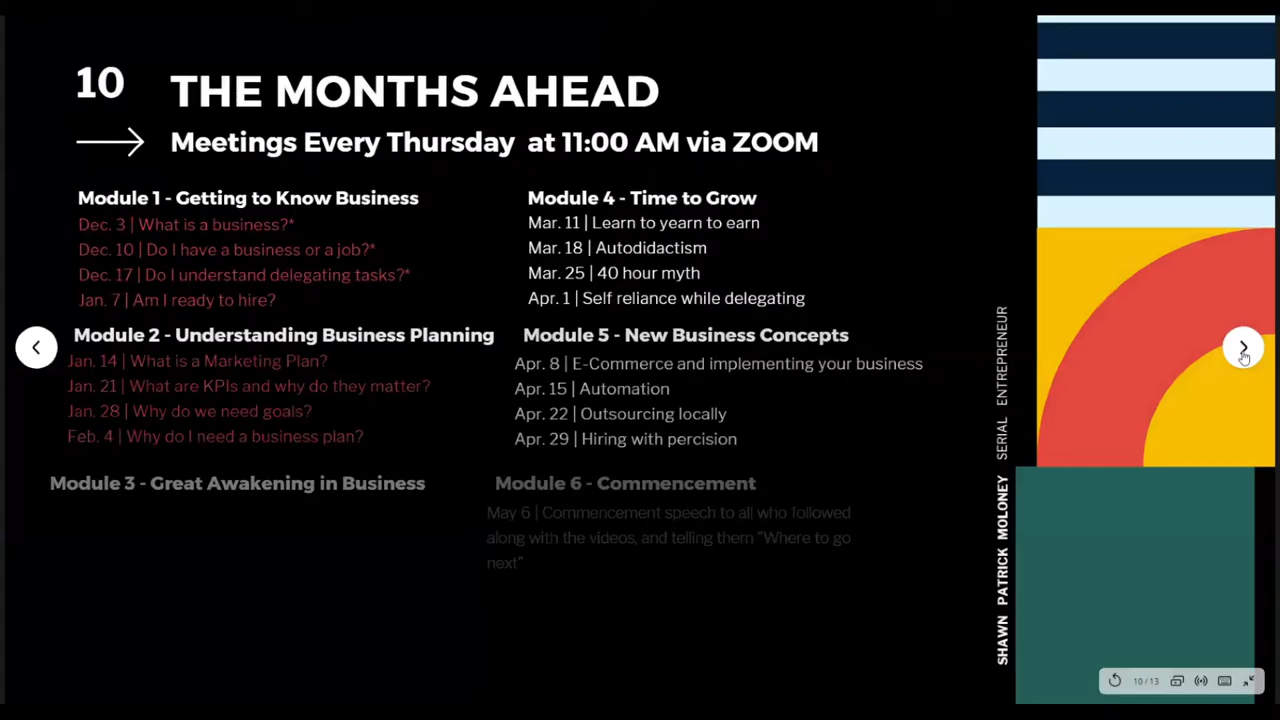 10
THE MONTHS AHEAD
Meetings Every Thursday at 11:00 AM via ZOOM
Module 1 - Getting to Know Business
Dec. 3 | What is a business?*
Dec. 10 | Do I have a business or a job?*
Dec. 17 | Do I understand delegating tasks?*
Jan. 7 | Am I ready to hire?
Module 2 - Understanding Business Planning
Jan. 14 | What is a Marketing Plan?
Jan. 21 | What are KPIs and why do they matter?
Jan. 28 | Why do we need goals?
Feb. 4 | Why do I need a business plan?
Module 3 - Great Awakening in Business
Module 4 - Time to Grow
Mar. 11 | Learn to yearn to earn
Mar. 18 | Autodidactism
Mar. 25 | 40 hour myth
Apr. 1 | Self reliance while delegating
Module 5 - New Business Concepts
Apr. 8 | E-Commerce and implementing your business
Apr. 15 | Automation
Apr. 22 | Outsourcing locally
Apr. 29 | Hiring with percision
Module 6 - Commencement
May 6 | Commencement speech to all who followed
along with the videos, and telling them "Where to go
next"
SHAWN PATRICK MOLONEY SERIAL ENTREPRENEUR
10/13